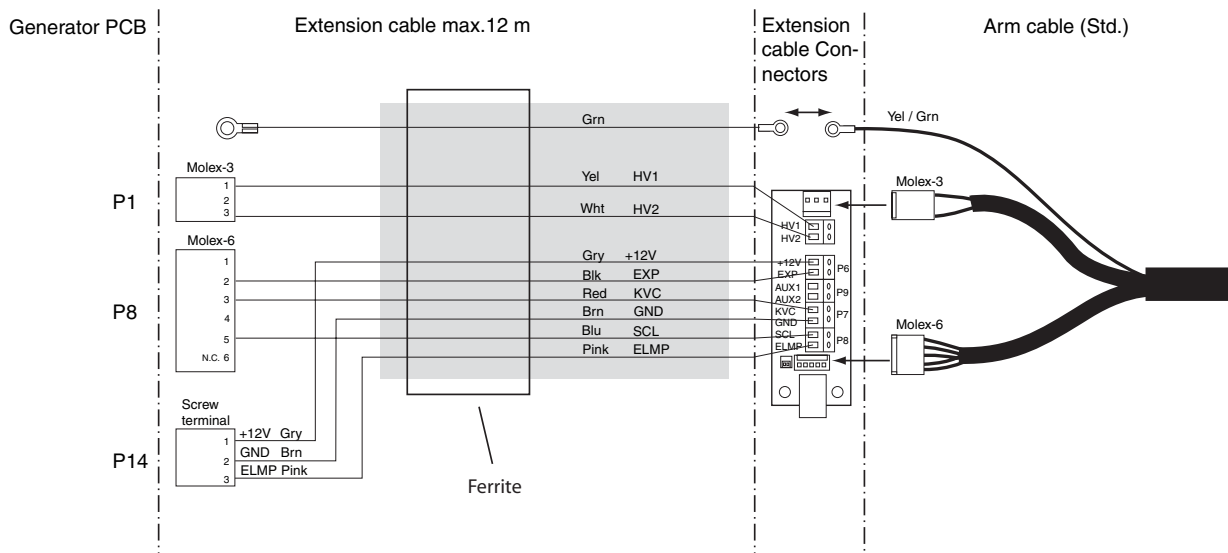 Generator PCB
Extension cable max.12 m
Extension
cable Con-
nectors
Arm cable (Std.)
Grn
Yel / Grn
Molex-3
P1
1
2
3
Yel HV1
Wht HV2
Molex-3
HV1
HV2
Molex-6
P8
1
2
3
4
5
N.C. 6
Gry +12V
Blk EXP
Red KVC
Brn GND
Blu SCL
Pink ELMP
+12V
EXP
P6
AUX1
AUX2
P9
KVC
GND
P7
SCL
ELMP
P8
Molex-6
Screw
terminal
P14
1
2
3
+12V Gry
GND Brn
ELMP Pink
Ferrite